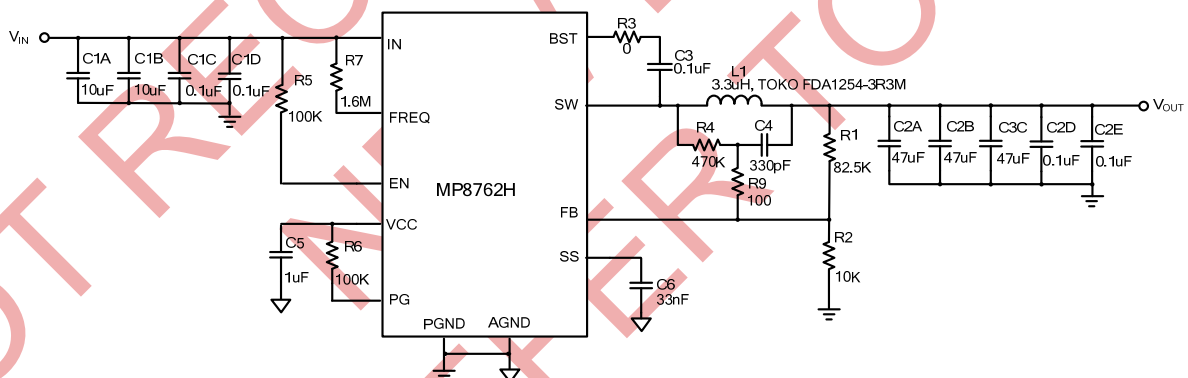 VIN
C1A
10uF
C1B
10uF
C1C
0.1uF
C1D
0.1uF
R5
100K
R7
1.6M
IN
FREQ
EN
VCC
PG
PGND
AGND
MP8762H
BST
SW
FB
SS
C5
1uF
R6
100K
R3
0
C3
0.1uF
L1
3.3uH, TOKO FDA1254-3R3M
R4
470K
C4
330pF
R9
100
R1
82.5K
R2
10K
C6
33nF
C2A
47uF
C2B
47uF
C3C
47uF
C2D
0.1uF
C2E
0.1uF
VOUT